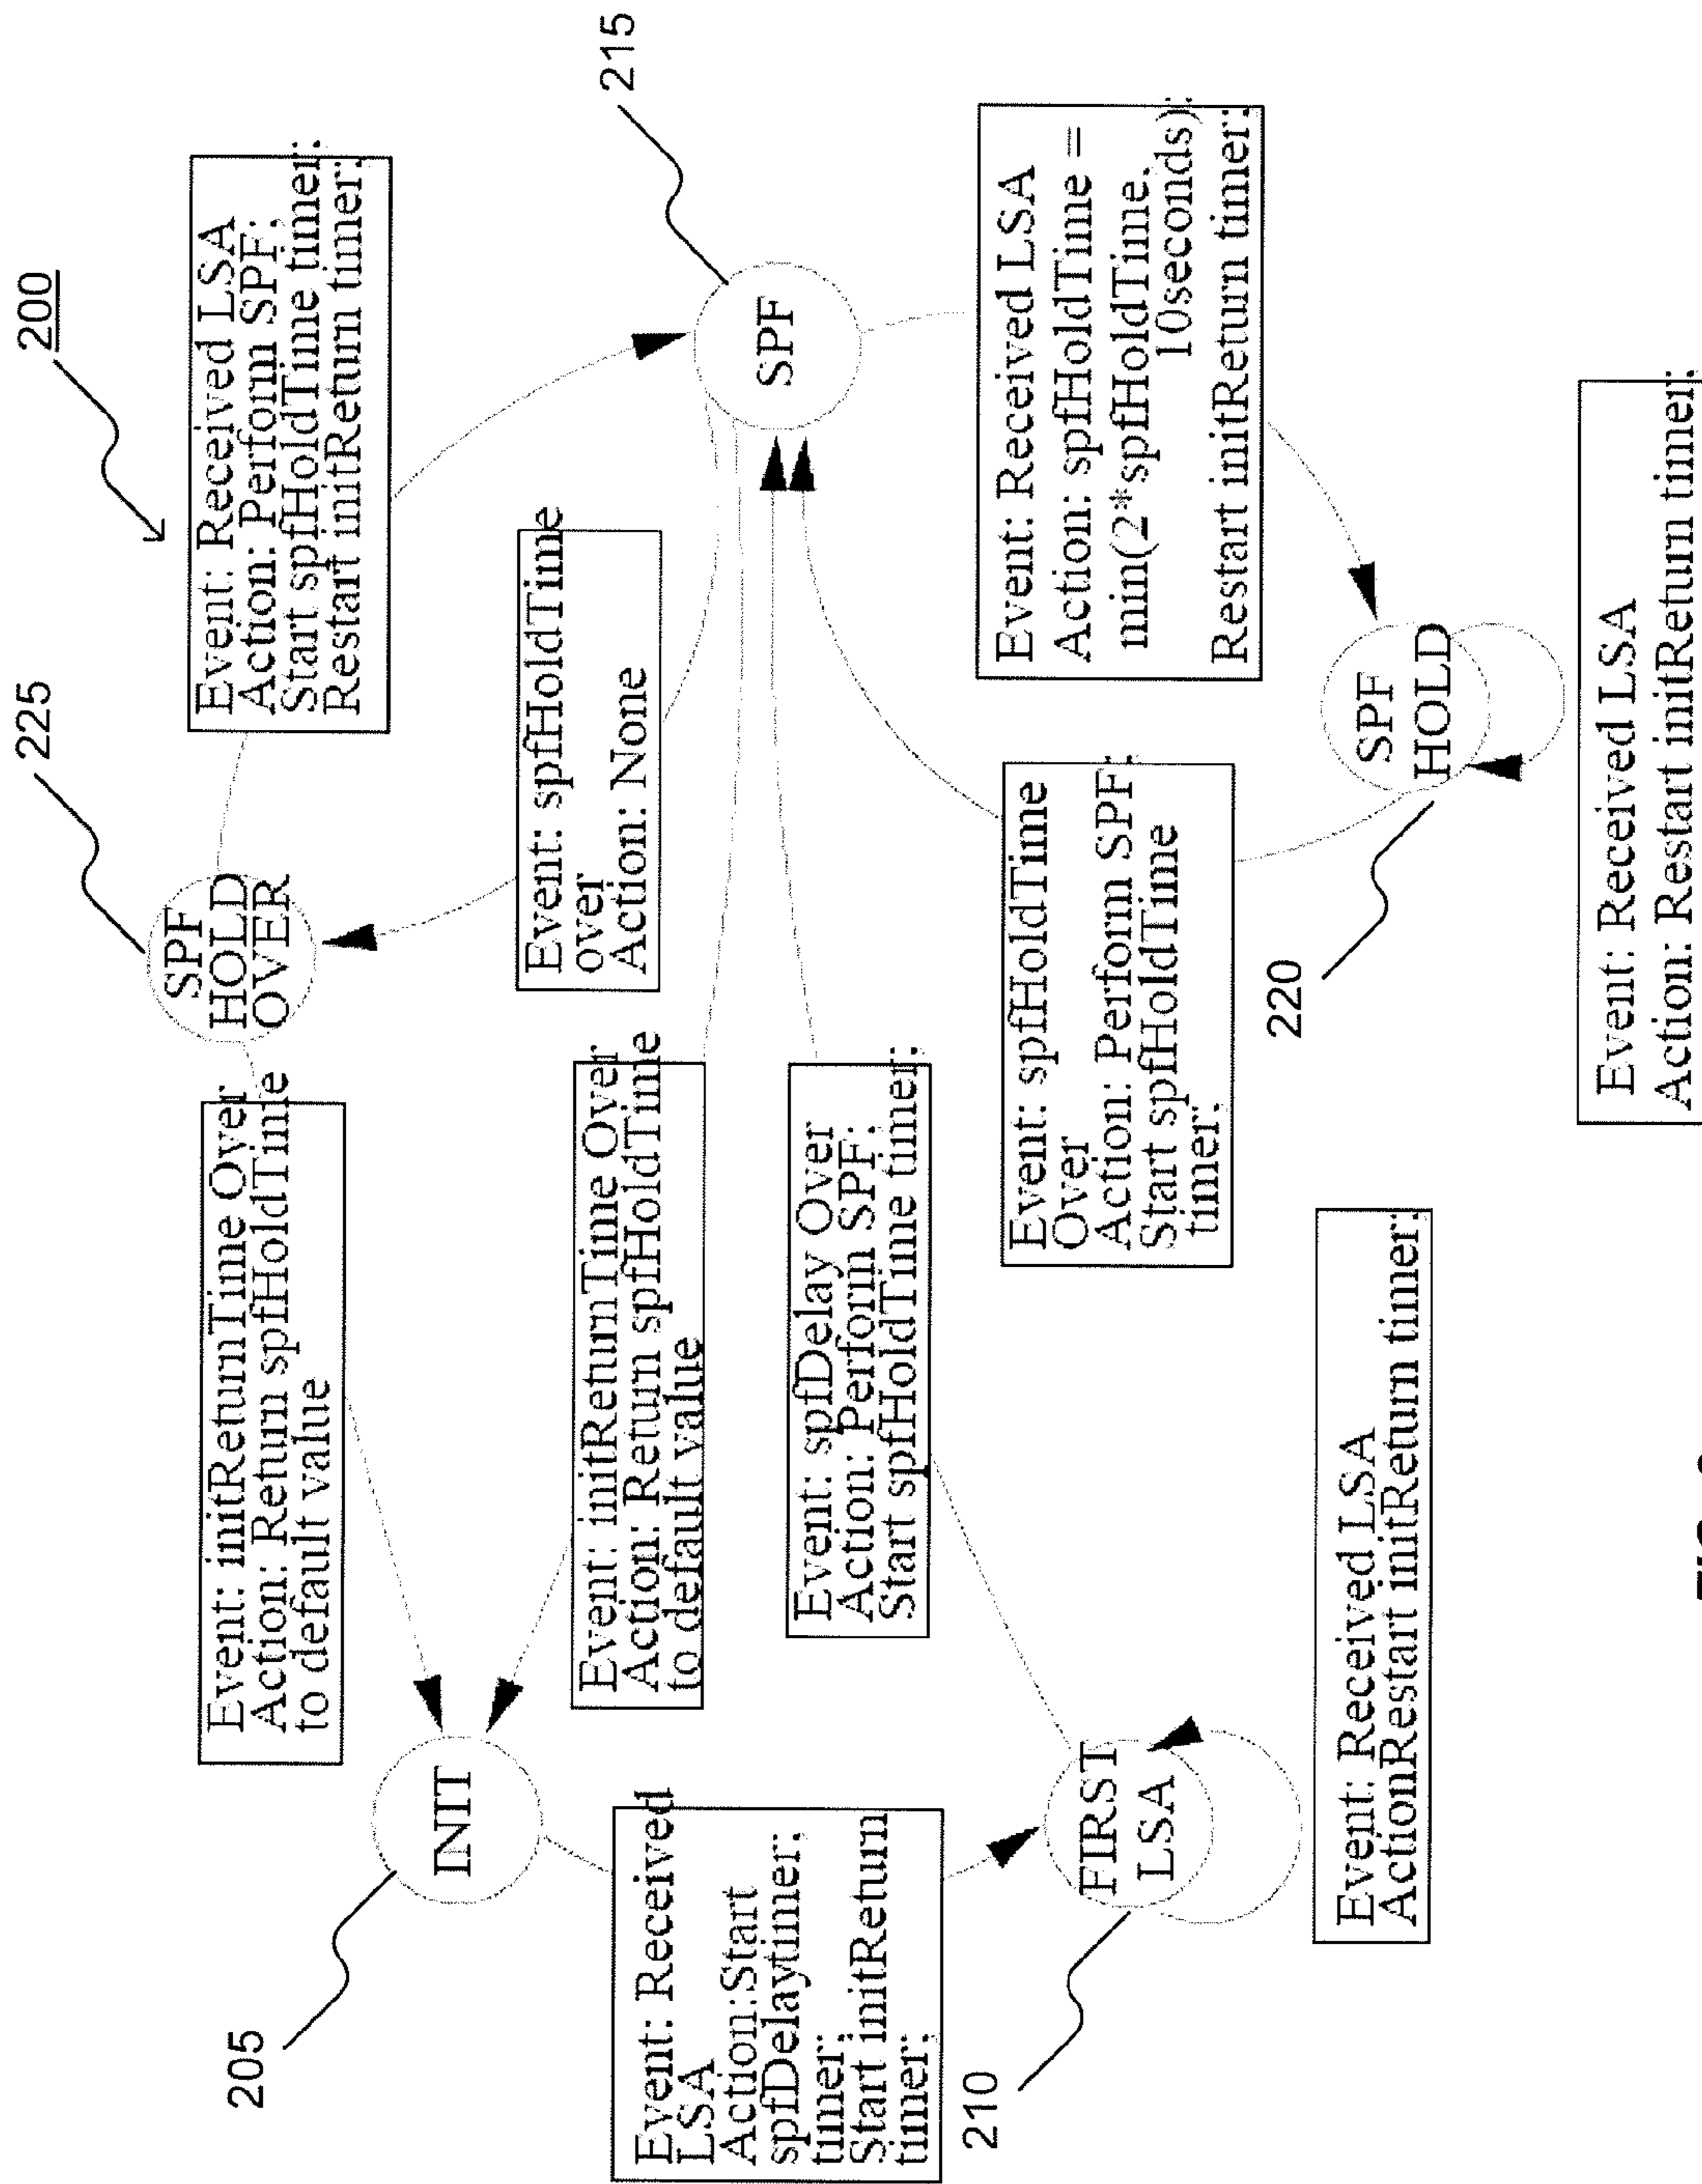 200
225
SPF
HOLD
OVER
Event: Received LSA
Action: Perform SPF;
Start spfHoldTime timer;
Restart initReturn timer;
215
Event: initReturnTime Over
Action: Return spfHoldTime
to default value
205
INIT
Event: spfHoldTime
over
Action: None
SPF
Event: initReturnTime Over
Action: Return spfHoldTime
to default value
Event: Received
LSA
Action:Start
spfDelaytimer;
timer;
Start initReturn
timer;
Event: spfDelay Over
Action: Perform SPF;
Start spfHoldTime timer;
Event: Received LSA
Action: spfHoldTime =
min(2*spfHoldTime,
10seconds);
Restart initReturn timer;
210
FIRST
LSA
Event: spfHoldTime
Over
Action: Perform SPF;
Start spfHoldTime
timer;
220
SPF
HOLD
Event: Received LSA
ActionRestart initReturn timer;
Event: Received LSA
Action: Restart initReturn timer;